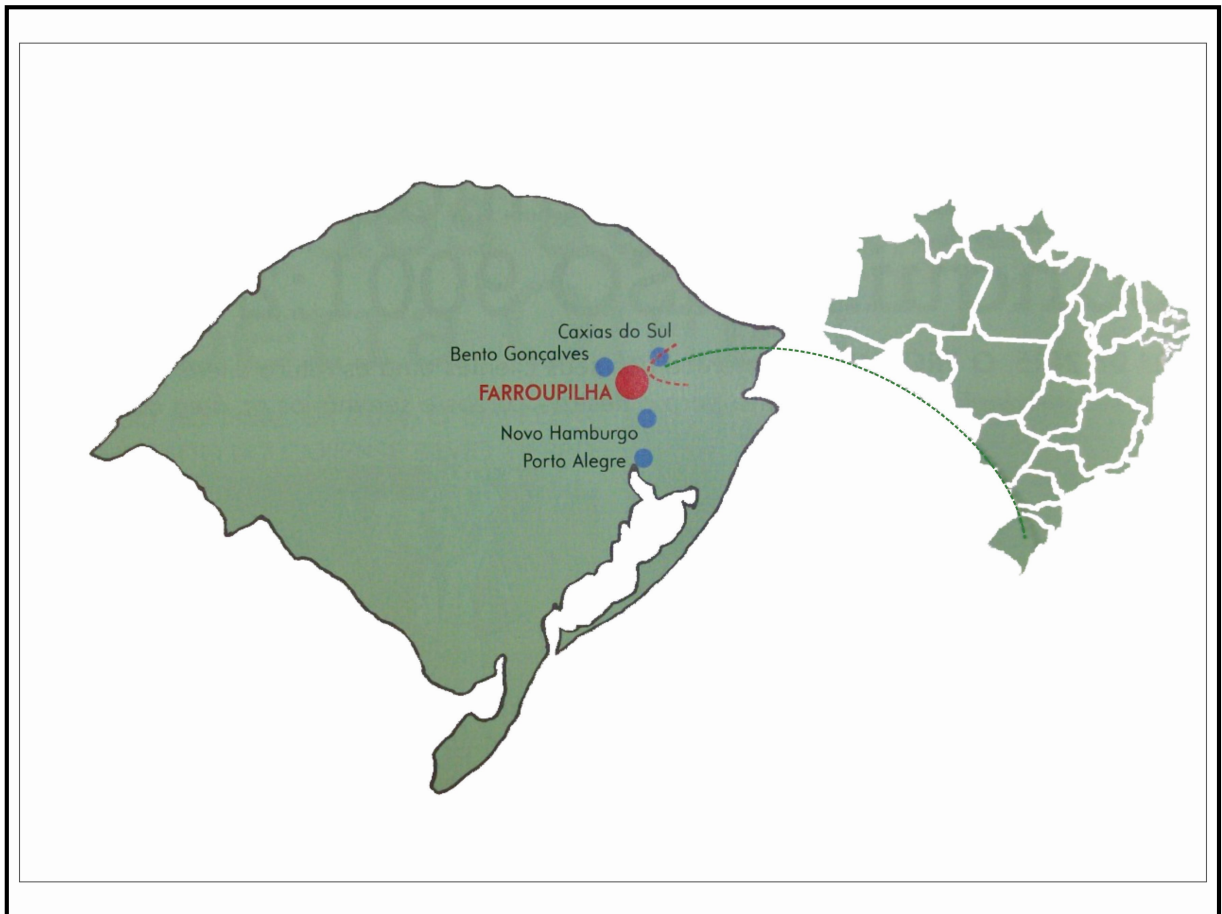 Caxias do Sul
Bento Gonçalves
FARROUPILHA
Novo Hamburgo
Porto Alegre